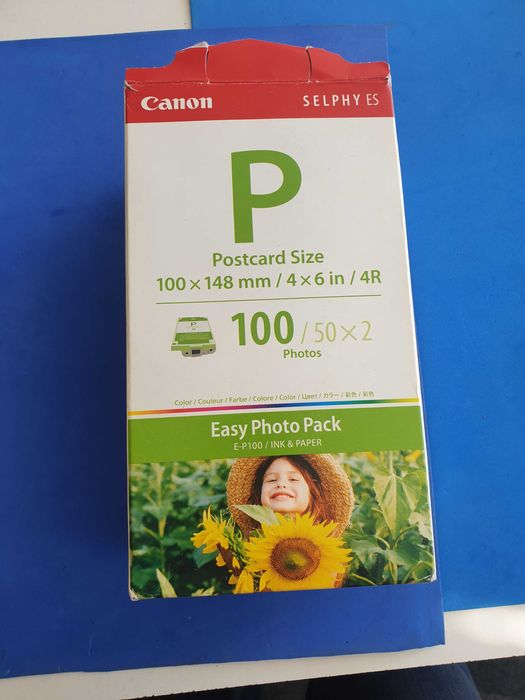 Canon
SELPHY ES
P
Postcard Size
100 × 148 mm / 4 × 6 in / 4R
100 / 50 × 2
Photos
Color / Couleur / Farbe / Colore / Color / Цвет / カラー / 彩色 / 彩色
Easy Photo Pack
E-P100 / INK & PAPER